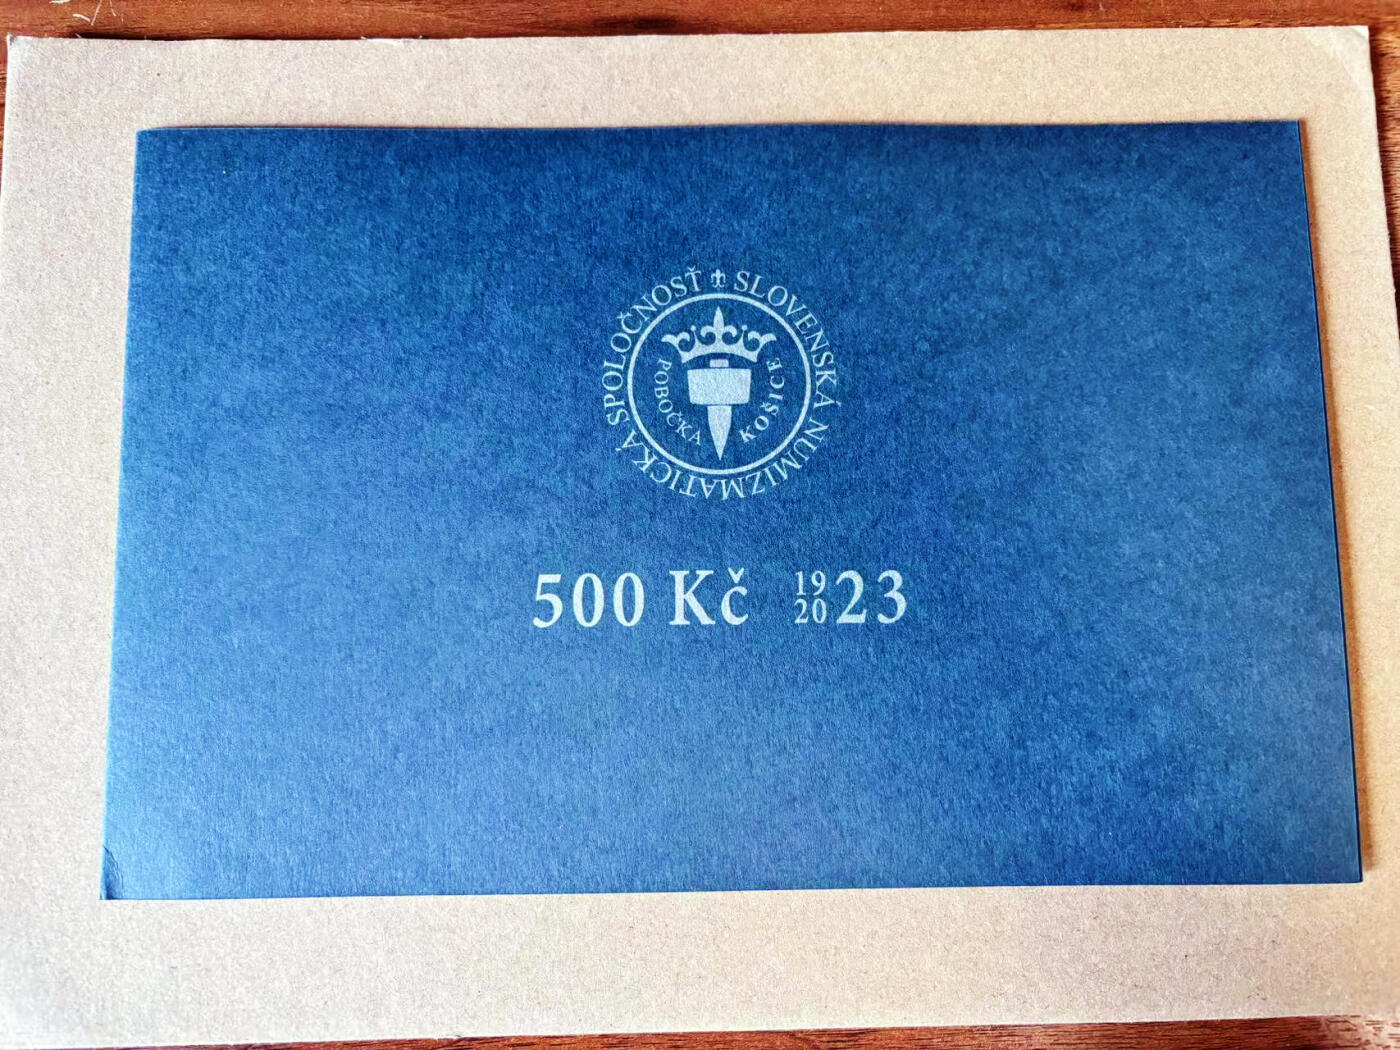 SLOVENSKÁ NUMIZMATICKÁ SPOLOČNOSŤ
POBOČKA KOŠICE
500 Kč 19 20 23